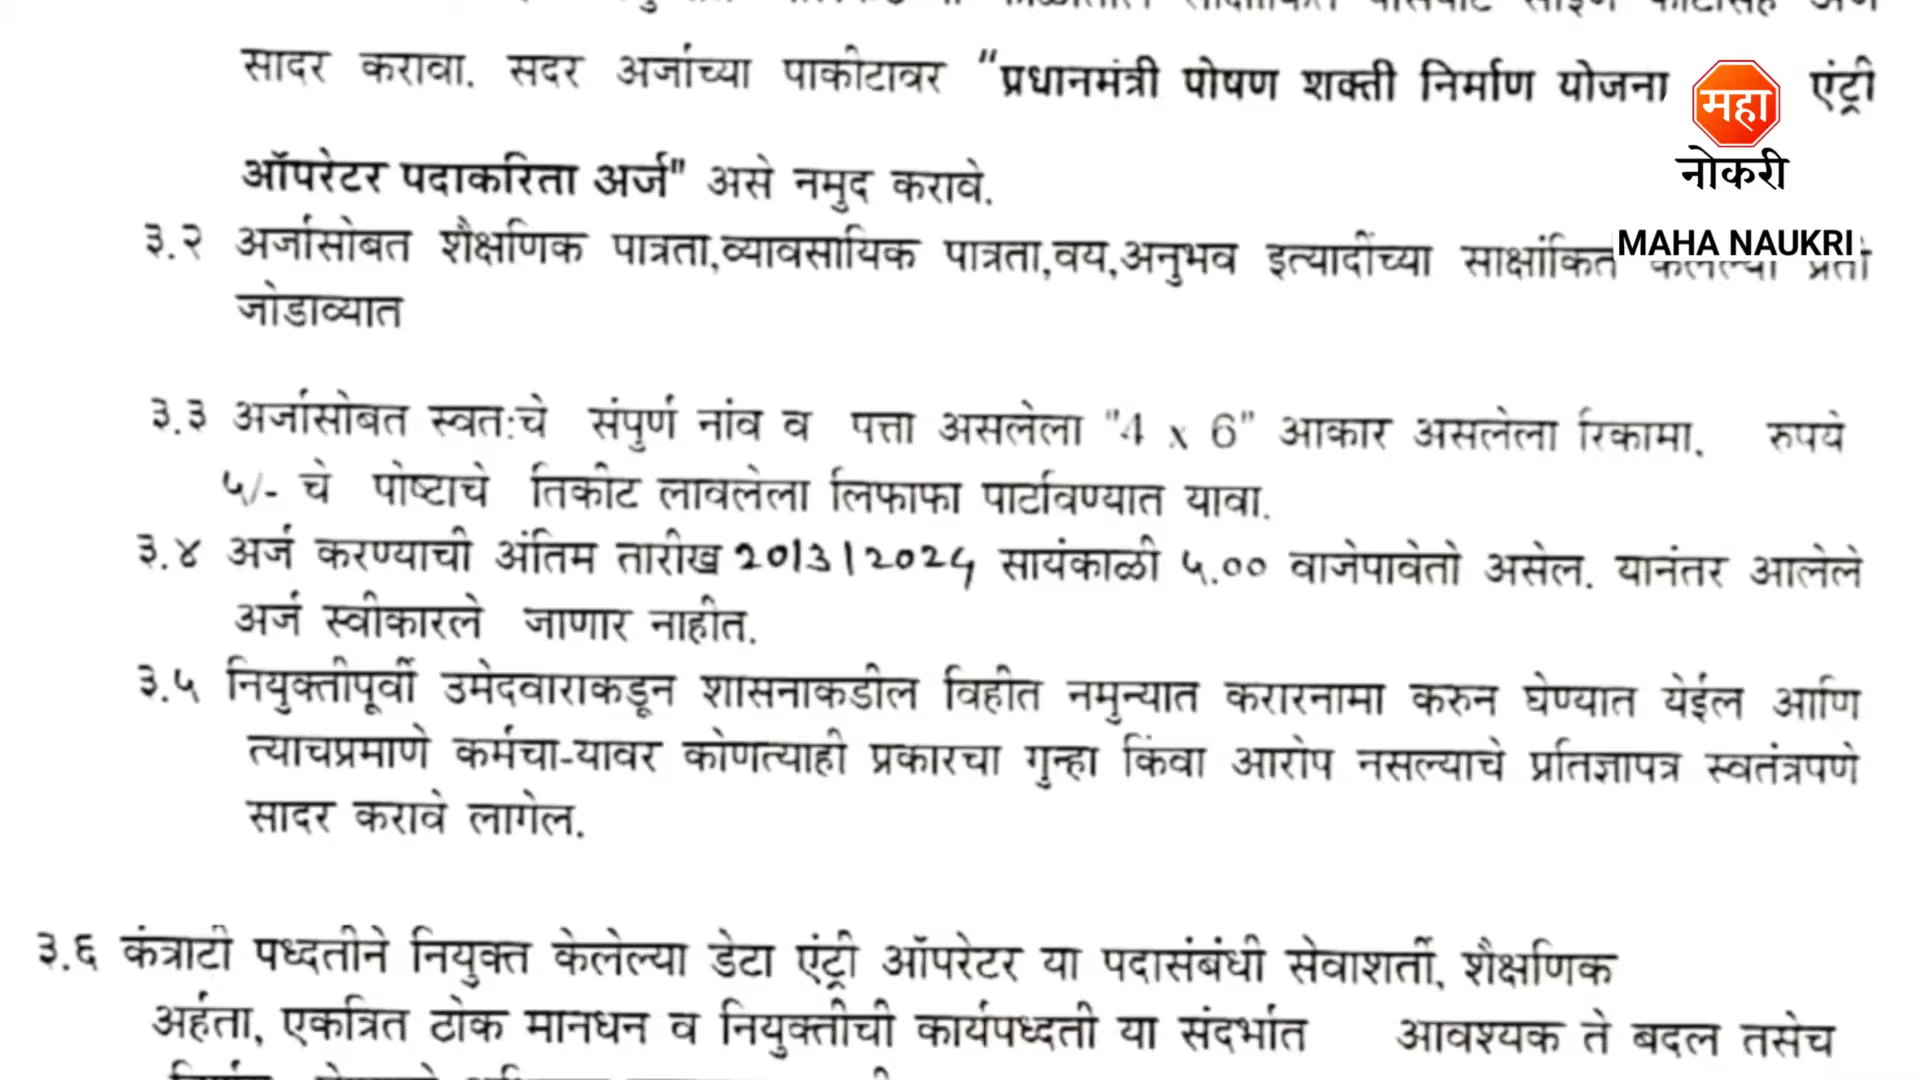 सादर करावा. सदर अर्जाच्या पाकीटावर "प्रधानमंत्री पोषण शक्ती निर्माण योजना एंट्री
ऑपरेटर पदाकरिता अर्ज" असे नमुद करावे.
महा
नोकरी
MAHA NAUKRI
३.२ अर्जासोबत शैक्षणिक पात्रता,व्यावसायिक पात्रता,वय,अनुभव इत्यादींच्या साक्षांकित
जोडाव्यात
३.३ अर्जासोबत स्वत:चे संपुर्ण नांव व पत्ता असलेला "4 x 6" आकार असलेला रिकामा. रुपये
५/- चे पोष्टाचे तिकीट लावलेला लिफाफा पाठविण्यात यावा.
३.४ अर्ज करण्याची अंतिम तारीख 20/3/2024 सायंकाळी ५.०० वाजेपावेतो असेल. यानंतर आलेले
अर्ज स्वीकारले जाणार नाहीत.
३.५ नियुक्तीपूर्वी उमेदवाराकडून शासनाकडील विहीत नमुन्यात करारनामा करुन घेण्यात येईल आणि
त्याचप्रमाणे कर्मचा-यावर कोणत्याही प्रकारचा गुन्हा किंवा आरोप नसल्याचे प्रतिज्ञापत्र स्वतंत्रपणे
सादर करावे लागेल.
३.६ कंत्राटी पध्दतीने नियुक्त केलेल्या डेटा एंट्री ऑपरेटर या पदासंबंधी सेवाशर्ती, शैक्षणिक
अर्हता, एकत्रित ठोक मानधन व नियुक्तीची कार्यपध्दती या संदर्भात आवश्यक ते बदल तसेच